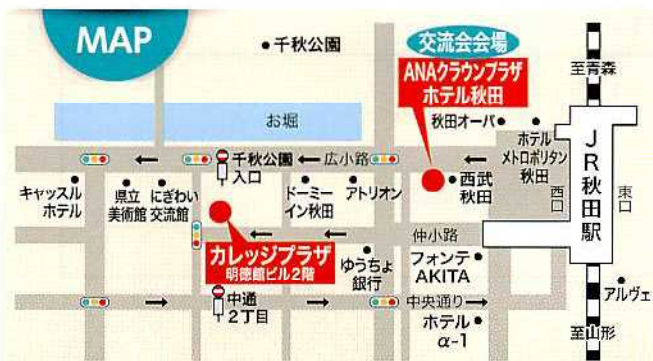 MAP
千秋公園
交流会会場
ANAクラウンプラザ
ホテル秋田
至青森
お堀
秋田オーパ
ホテル
メトロポリタン
秋田
JR秋田駅
西口
東口
千秋公園
入口
広小路
キャッスル
ホテル
県立
美術館
にぎわい
交流館
ドーミー
イン秋田
アトリオン
西武
秋田
カレッジプラザ
明徳館ビル2階
仲小路
ゆうちょ
銀行
フォンテ
AKITA
中通
2丁目
中央通り
ホテル
α-1
アルヴェ
至山形